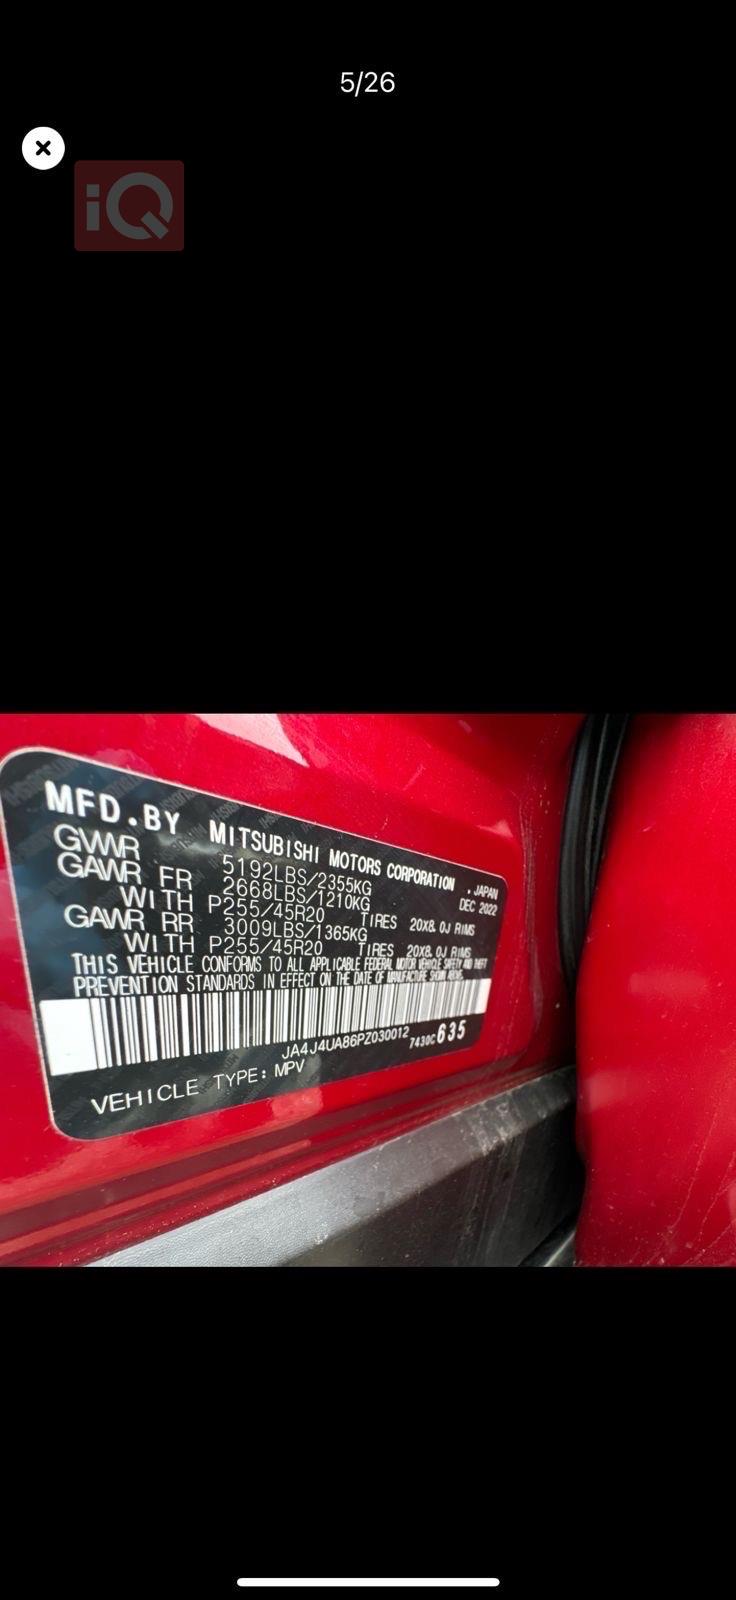 5/26
iQ
MFD.BY MITSUBISHI MOTORS CORPORATION , JAPAN
GVWR 5192LBS/2355KG DEC 2022
GAWR FR 2668LBS/1210KG
WITH P255/45R20 TIRES 20X8.0J RIMS
GAWR RR 3009LBS/1365KG
WITH P255/45R20 TIRES 20X8.0J RIMS
THIS VEHICLE CONFORMS TO ALL APPLICABLE FEDERAL MOTOR VEHICLE SAFETY AND THEFT
PREVENTION STANDARDS IN EFFECT ON THE DATE OF MANUFACTURE SHOWN ABOVE.
JA4J4UA86PZ030012 7430C635
VEHICLE TYPE: MPV